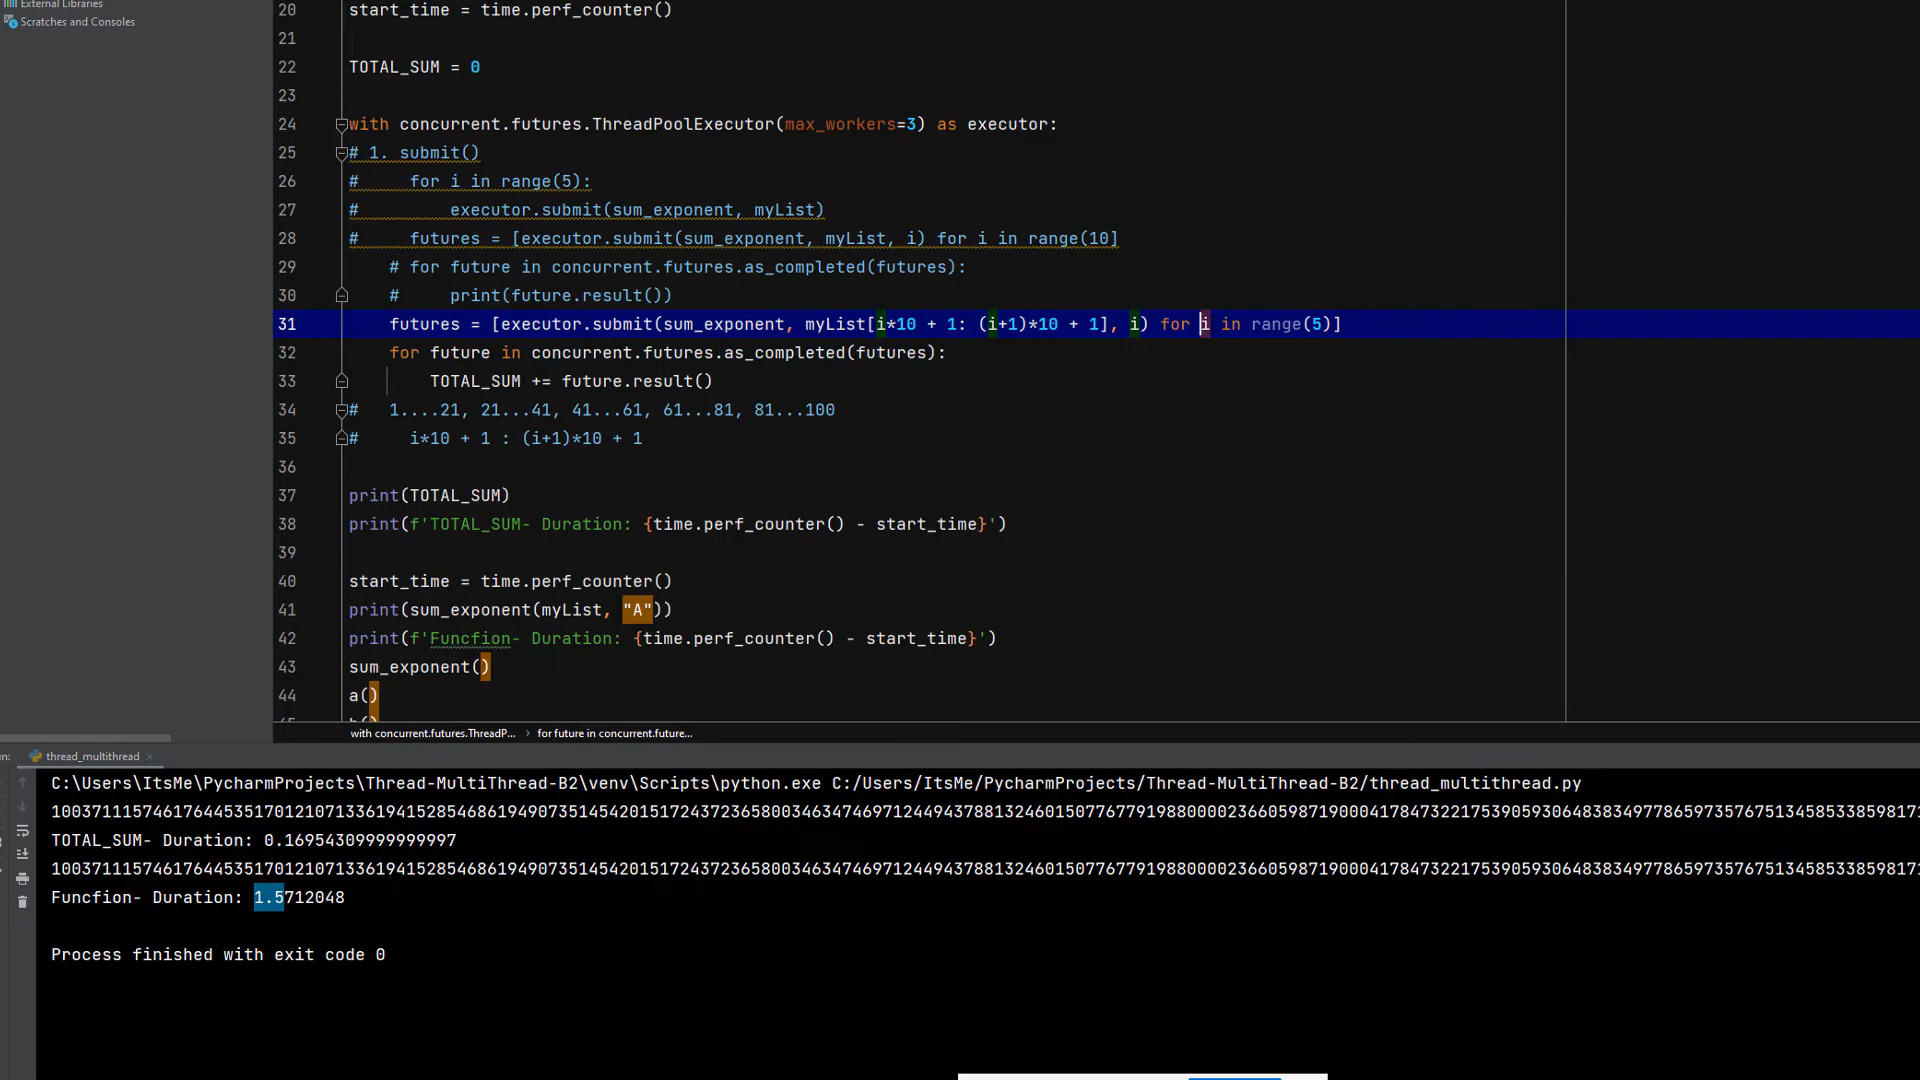 External Libraries
Scratches and Consoles
20 start_time = time.perf_counter()
21
22 TOTAL_SUM = 0
23
24 with concurrent.futures.ThreadPoolExecutor(max_workers=3) as executor:
25 # 1. submit()
26 #     for i in range(5):
27 #         executor.submit(sum_exponent, myList)
28 #     futures = [executor.submit(sum_exponent, myList, i) for i in range(10]
29     # for future in concurrent.futures.as_completed(futures):
30     #     print(future.result())
31     futures = [executor.submit(sum_exponent, myList[i*10 + 1: (i+1)*10 + 1], i) for i in range(5)]
32     for future in concurrent.futures.as_completed(futures):
33         TOTAL_SUM += future.result()
34 #   1....21, 21...41, 41...61, 61...81, 81...100
35 #     i*10 + 1 : (i+1)*10 + 1
36
37 print(TOTAL_SUM)
38 print(f'TOTAL_SUM- Duration: {time.perf_counter() - start_time}')
39
40 start_time = time.perf_counter()
41 print(sum_exponent(myList, "A"))
42 print(f'Funcfion- Duration: {time.perf_counter() - start_time}')
43 sum_exponent()
44 a()
with concurrent.futures.ThreadP... › for future in concurrent.future...
thread_multithread
C:\Users\ItsMe\PycharmProjects\Thread-MultiThread-B2\venv\Scripts\python.exe C:/Users/ItsMe/PycharmProjects/Thread-MultiThread-B2/thread_multithread.py
TOTAL_SUM- Duration: 0.16954309999999997
Funcfion- Duration: 1.5712048
Process finished with exit code 0